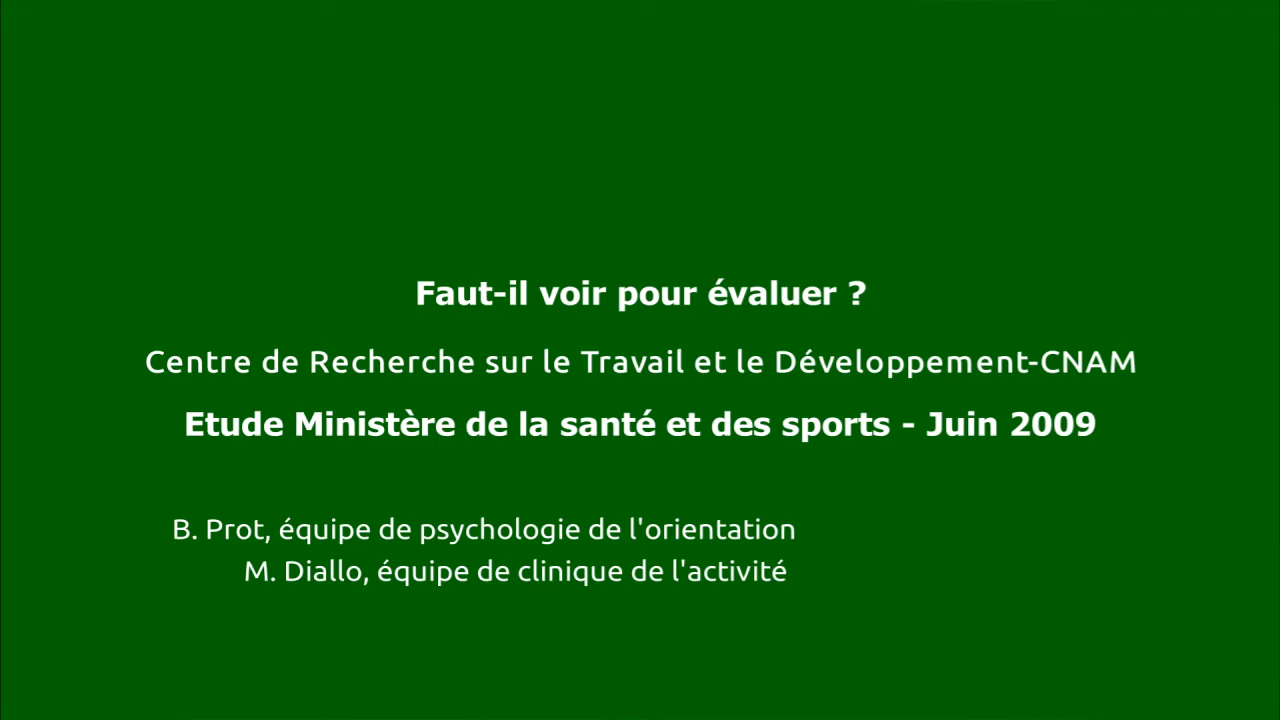 Faut-il voir pour évaluer ?
Centre de Recherche sur le Travail et le Développement-CNAM
Etude Ministère de la santé et des sports - Juin 2009
B. Prot, équipe de psychologie de l'orientation
M. Diallo, équipe de clinique de l'activité